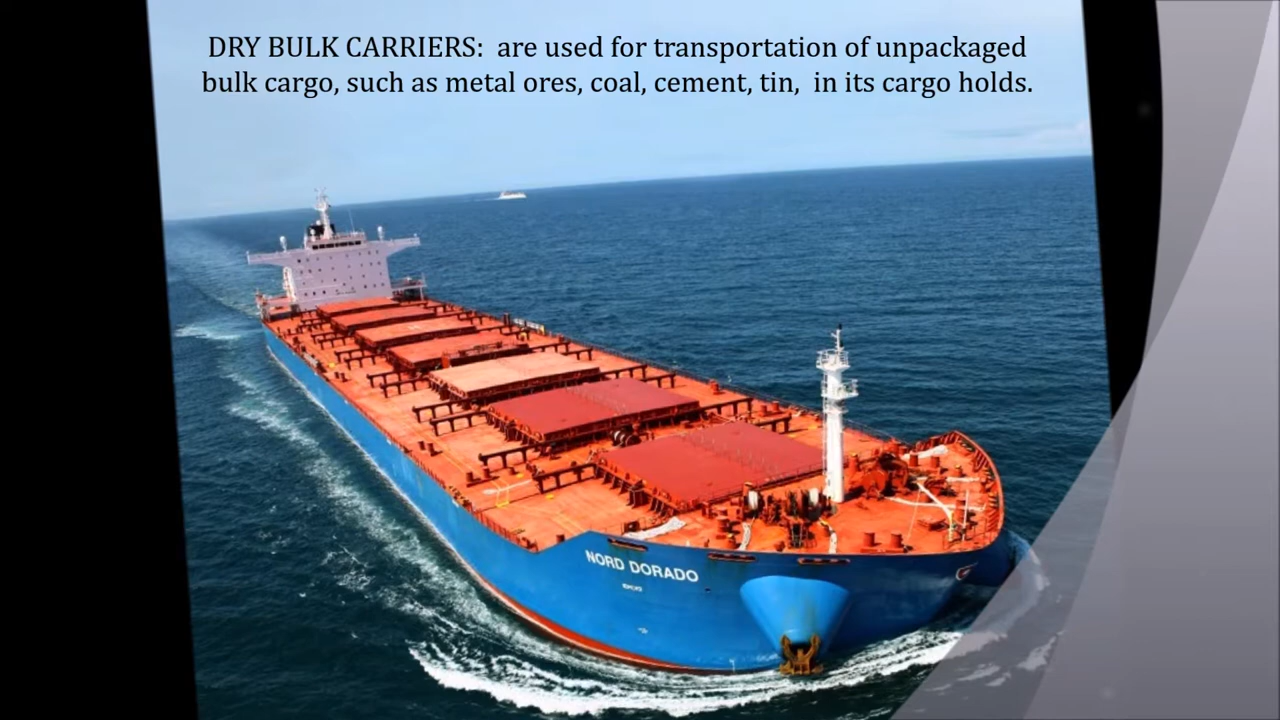 DRY BULK CARRIERS:  are used for transportation of unpackaged
bulk cargo, such as metal ores, coal, cement, tin,  in its cargo holds.
NORD DORADO